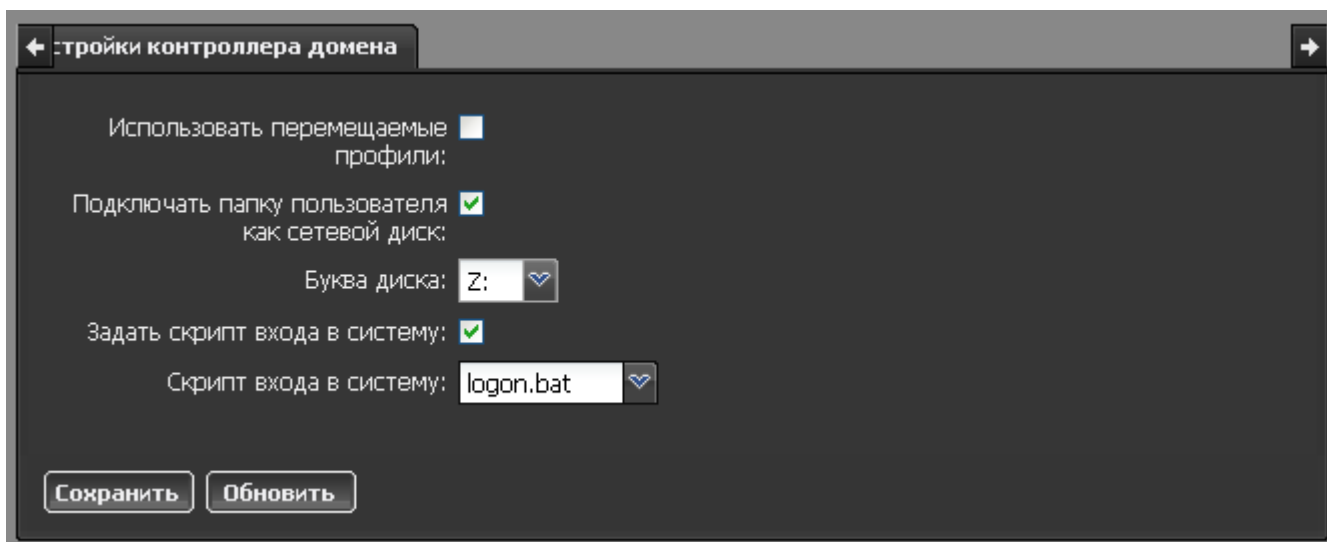 стройки контроллера домена
Использовать перемещаемые
профили:
Подключать папку пользователя
как сетевой диск:
Буква диска: Z:
Задать скрипт входа в систему:
Скрипт входа в систему: logon.bat
Сохранить Обновить